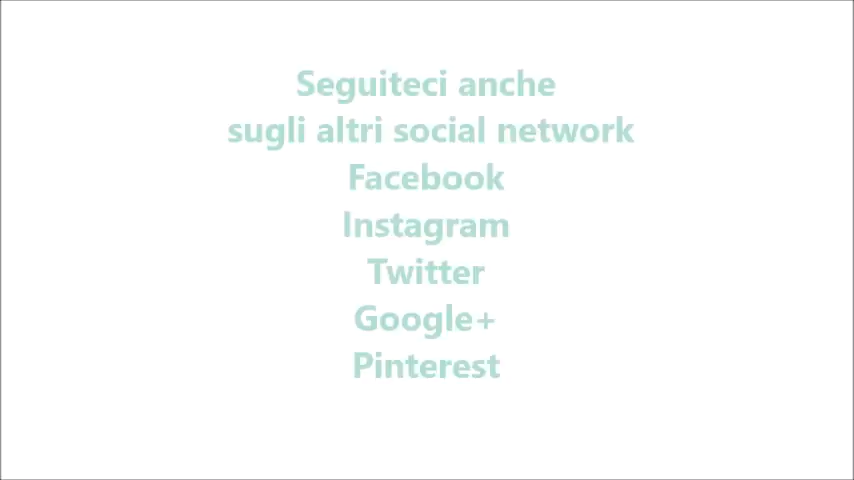 Seguiteci anche
sugli altri social network
Facebook
Instagram
Twitter
Google+
Pinterest